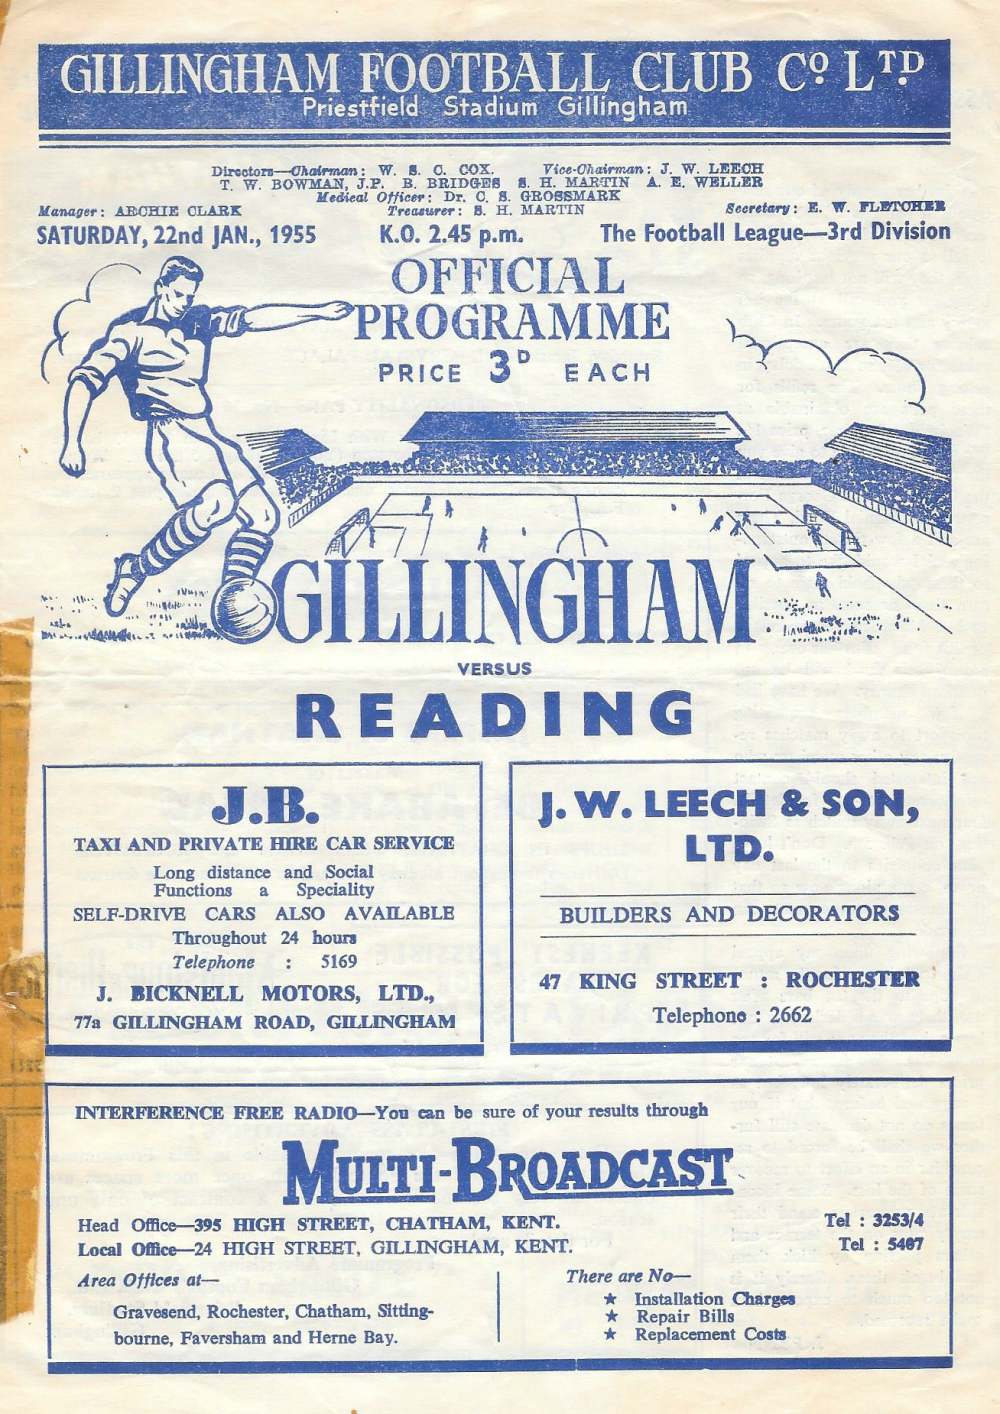 GILLINGHAM FOOTBALL CLUB Cº LTD.
Priestfield Stadium Gillingham
Directors—Chairman: W. S. C. COX. Vice-Chairman: J. W. LEECH
T. W. BOWMAN, J.P. B. BRIDGES S. H. MARTIN A. E. WELLER
Medical Officer: Dr. C. S. GROSSMARK
Manager: ARCHIE CLARK Treasurer: S. H. MARTIN Secretary: E. W. FLETCHER
SATURDAY, 22nd JAN., 1955 K.O. 2.45 p.m. The Football League—3rd Division
OFFICIAL
PROGRAMME
PRICE 3D EACH
GILLINGHAM
VERSUS
READING
J.B.
TAXI AND PRIVATE HIRE CAR SERVICE
Long distance and Social
Functions a Speciality
SELF-DRIVE CARS ALSO AVAILABLE
Throughout 24 hours
Telephone : 5169
J. BICKNELL MOTORS, LTD.,
77a GILLINGHAM ROAD, GILLINGHAM
J. W. LEECH & SON,
LTD.
BUILDERS AND DECORATORS
47 KING STREET : ROCHESTER
Telephone : 2662
INTERFERENCE FREE RADIO—You can be sure of your results through
MULTI-BROADCAST
Head Office—395 HIGH STREET, CHATHAM, KENT. Tel : 3253/4
Local Office—24 HIGH STREET, GILLINGHAM, KENT. Tel : 5407
Area Offices at—
Gravesend, Rochester, Chatham, Sitting-
bourne, Faversham and Herne Bay.
There are No—
★ Installation Charges
★ Repair Bills
★ Replacement Costs